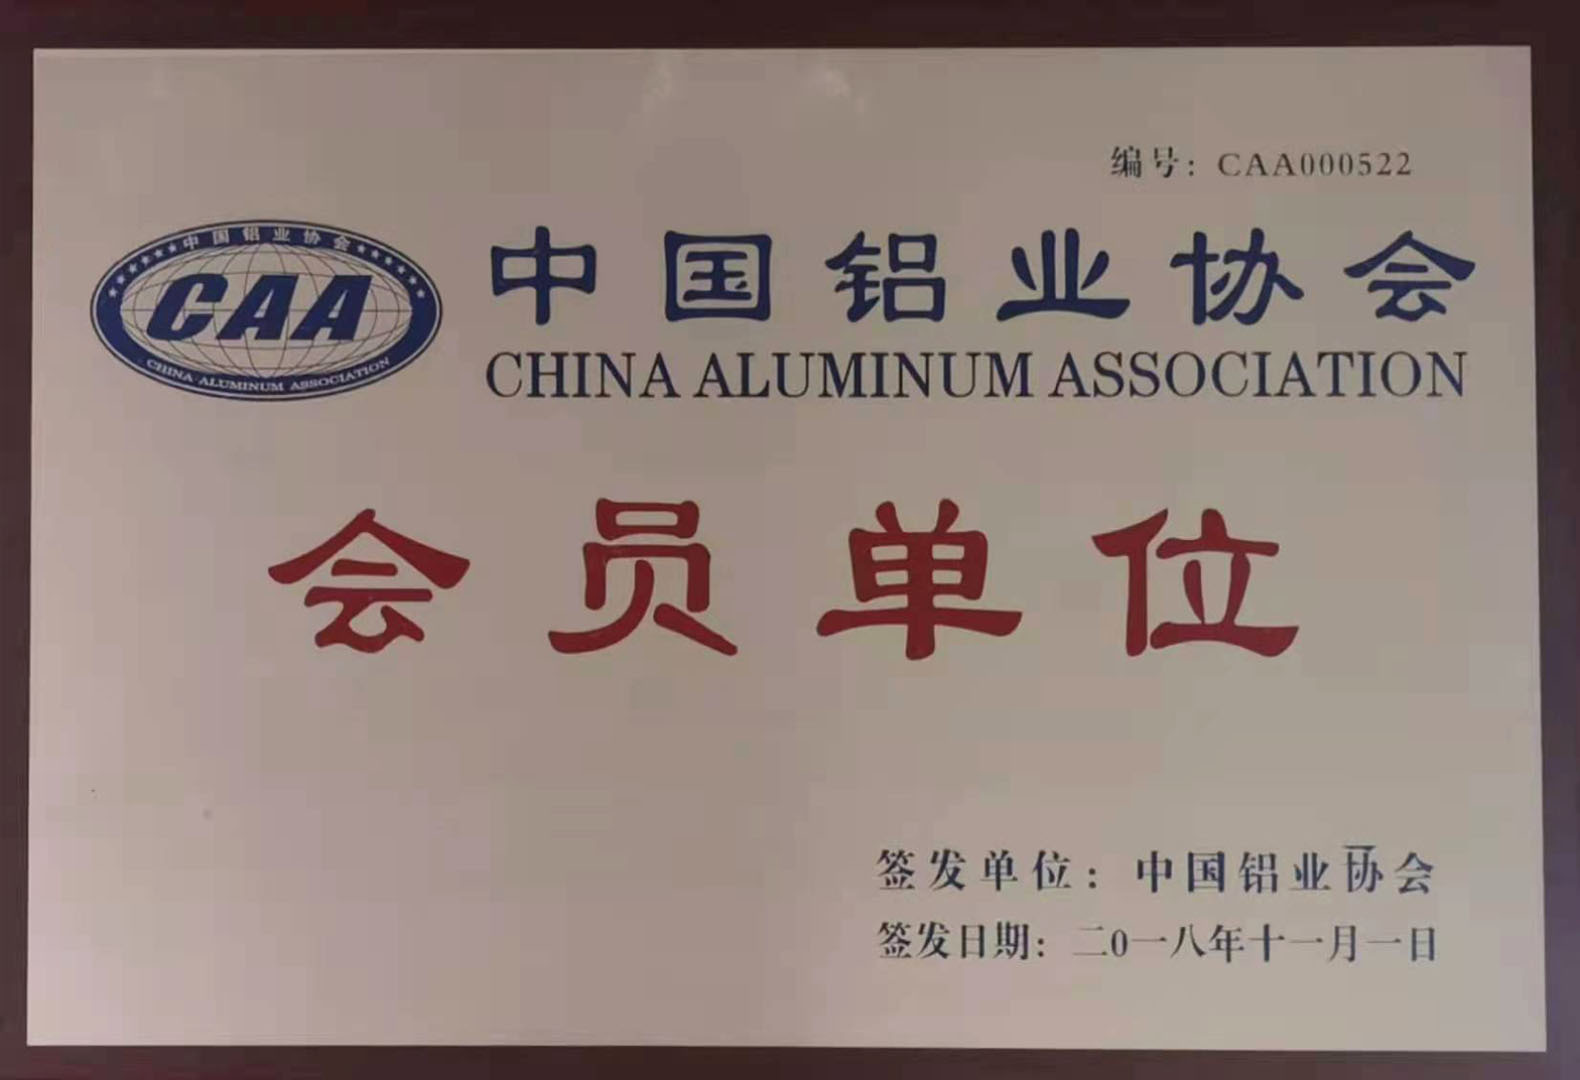 编号：CAA000522
中国铝业协会
CAA
CHINA ALUMINUM ASSOCIATION
中国铝业协会
CHINA ALUMINUM ASSOCIATION
会员单位
签发单位：中国铝业协会
签发日期：二0一八年十一月一日